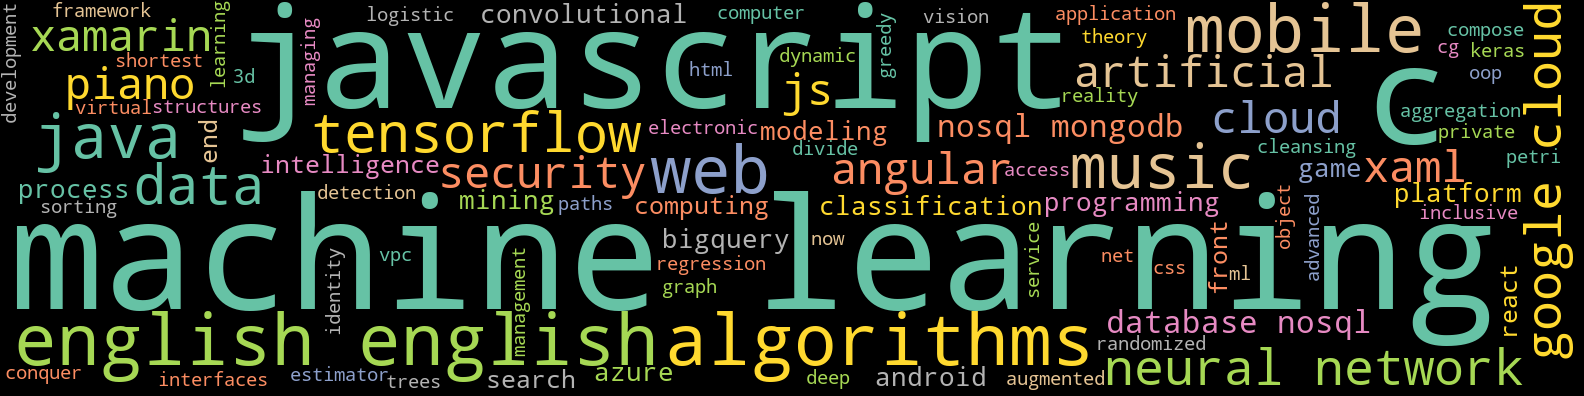 framework
logistic
convolutional
computer
vision
application
mobile
compose
cloud
development
xamarin
learning
javascript
managing
greedy
theory
cg
keras
shortest
dynamic
piano
3d
html
js
artificial
oop
c
virtual
structures
reality
aggregation
java
end
tensorflow
electronic
modeling
nosql mongodb
cloud
private
divide
cleansing
petri
intelligence
security
web
angular
access
music
game
xaml
process
data
detection
mining
paths
computing
classification
programming
platform
sorting
inclusive
machine learning
bigquery
now
service
object
advanced
google
identity
vpc
management
regression
graph
net
css
front
ml
react
english english
algorithms
database nosql
randomized
conquer
interfaces
estimator
trees
search
azure
deep
android
augmented
neural network